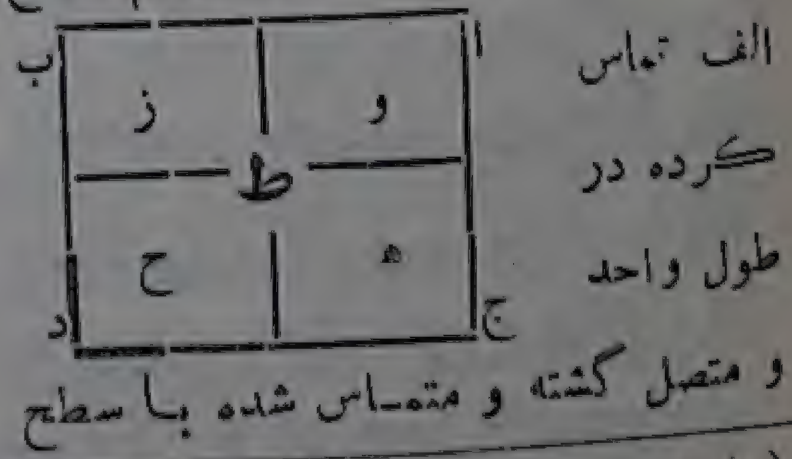 الف تماس
کرده در
طول واحد
و متصل گشته و متماس شده با سطح
ا ب
و ز
ط
ه ح
ج د